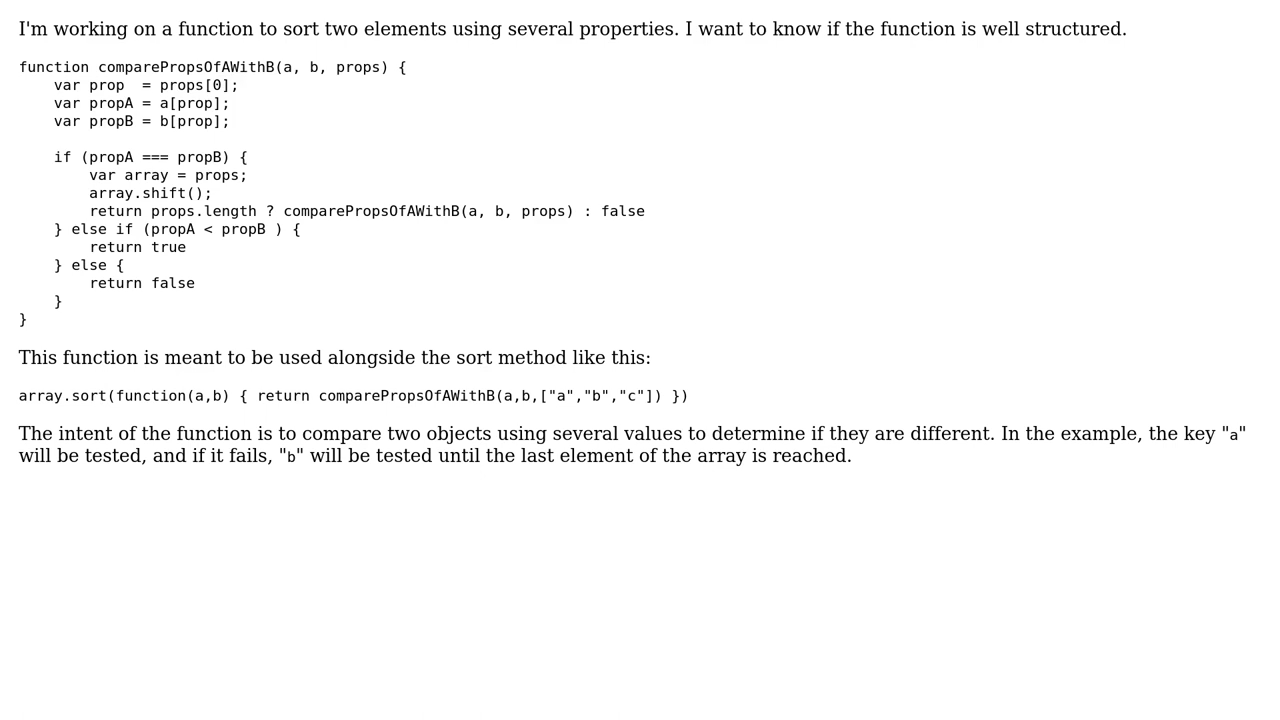 I'm working on a function to sort two elements using several properties. I want to know if the function is well structured.
function comparePropsOfAWithB(a, b, props) {
    var prop  = props[0];
    var propA = a[prop];
    var propB = b[prop];

    if (propA === propB) {
        var array = props;
        array.shift();
        return props.length ? comparePropsOfAWithB(a, b, props) : false
    } else if (propA < propB ) {
        return true
    } else {
        return false
    }
}
This function is meant to be used alongside the sort method like this:
array.sort(function(a,b) { return comparePropsOfAWithB(a,b,["a","b","c"]) })
The intent of the function is to compare two objects using several values to determine if they are different. In the example, the key "a"
will be tested, and if it fails, "b" will be tested until the last element of the array is reached.